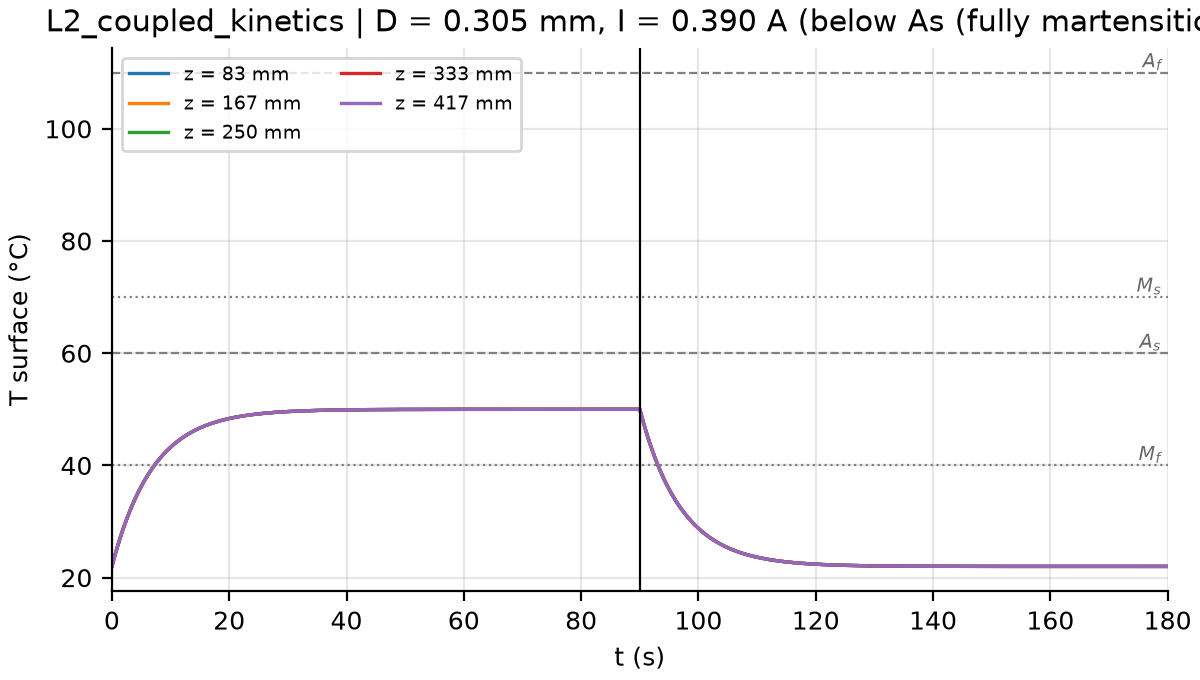 L2_coupled_kinetics | D = 0.305 mm, I = 0.390 A (below As (fully martensitic
z = 83 mm
z = 167 mm
z = 250 mm
z = 333 mm
z = 417 mm
A_f
M_s
A_s
M_f
T surface (°C)
100
80
60
40
20
0 20 40 60 80 100 120 140 160 180
t (s)